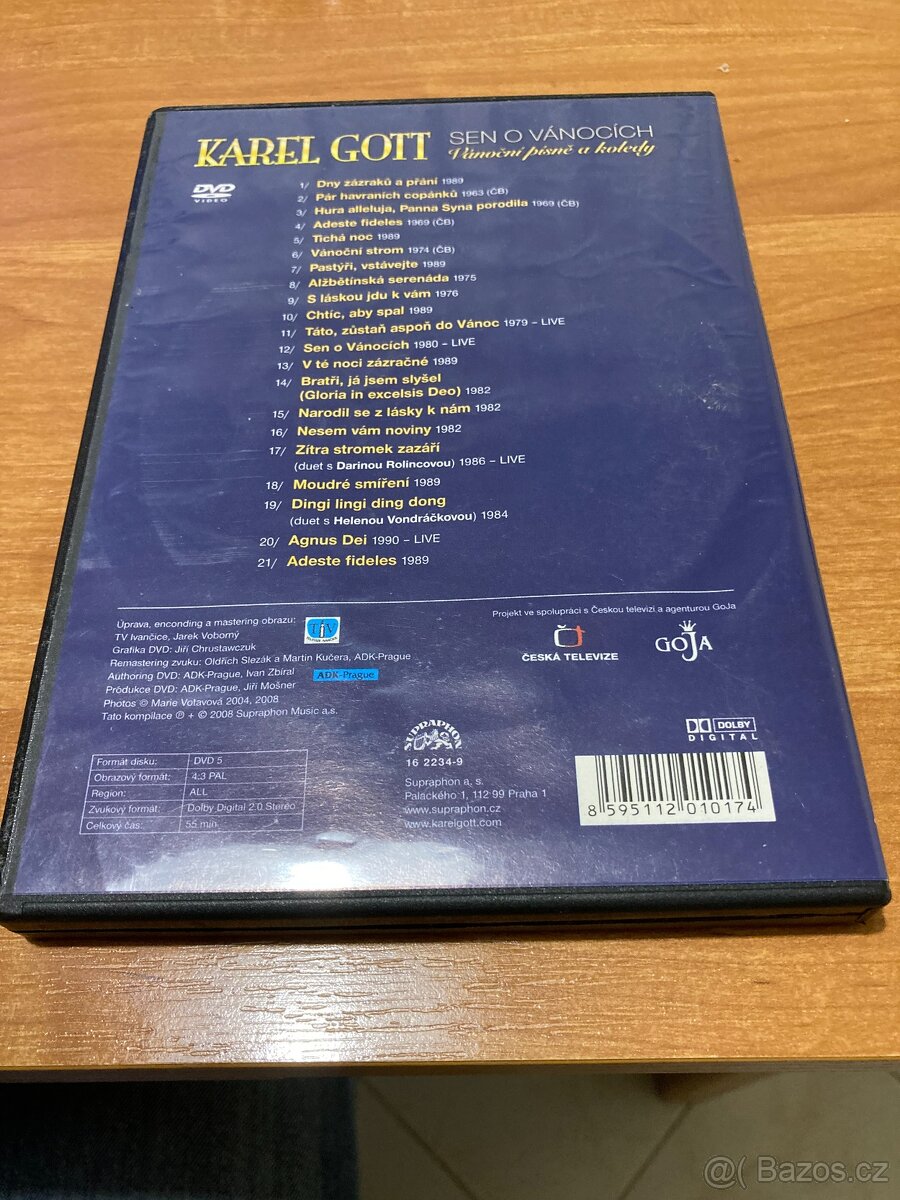 KAREL GOTT SEN O VÁNOCÍCH
Vánoční písně a koledy
DVD
VIDEO
1/ Dny zázraků a přání 1989
2/ Pár havraních copánků 1963 (ČB)
3/ Hura alleluja, Panna Syna porodila 1969 (ČB)
4/ Adeste fideles 1969 (ČB)
5/ Tichá noc 1989
6/ Vánoční strom 1974 (ČB)
7/ Pastýři, vstávejte 1989
8/ Alžbětínská serenáda 1975
9/ S láskou jdu k vám 1976
10/ Chtíc, aby spal 1989
11/ Táto, zůstaň aspoň do Vánoc 1979 – LIVE
12/ Sen o Vánocích 1980 – LIVE
13/ V té noci zázračné 1989
14/ Bratři, já jsem slyšel
(Gloria in excelsis Deo) 1982
15/ Narodil se z lásky k nám 1982
16/ Nesem vám noviny 1982
17/ Zítra stromek zazáří
(duet s Darinou Rolincovou) 1986 – LIVE
18/ Moudré smíření 1989
19/ Dingi lingi ding dong
(duet s Helenou Vondráčkovou) 1984
20/ Agnus Dei 1990 – LIVE
21/ Adeste fideles 1989
Úprava, enconding a mastering obrazu:
TV Ivančice, Jarek Voborný
Grafika DVD: Jiří Chrustawczuk
Remastering zvuku: Oldřich Slezák a Martin Kučera, ADK-Prague
Authoring DVD: ADK-Prague, Ivan Zbíral
Produkce DVD: ADK-Prague, Jiří Mošner
Photos © Marie Votavová 2004, 2008
Tato kompilace ℗ + © 2008 Supraphon Music a.s.
ADK-Prague
Projekt ve spolupráci s Českou televizí a agenturou GoJa
ČESKÁ TELEVIZE
GOJA
Formát disku: DVD 5
Obrazový formát: 4:3 PAL
Region: ALL
Zvukový formát: Dolby Digital 2.0 Stereo
Celkový čas: 55 min
SUPRAPHON
16 2234-9
Supraphon a. s.
Palackého 1, 112 99 Praha 1
www.supraphon.cz
www.karelgott.com
DOLBY
DIGITAL
8 595112 010174
@( Bazos.cz